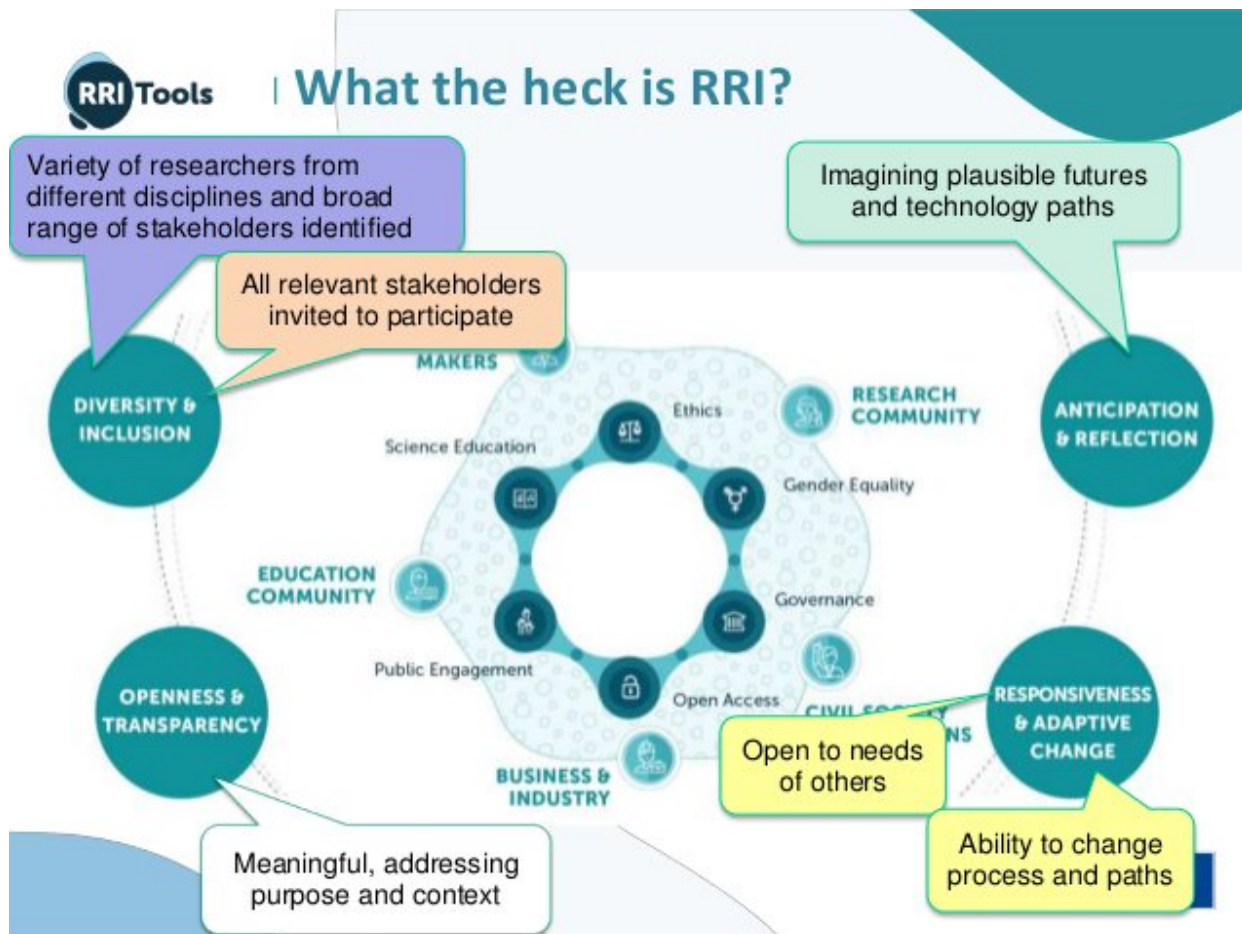 RRI Tools
What the heck is RRI?
Variety of researchers from
different disciplines and broad
range of stakeholders identified
Imagining plausible futures
and technology paths
All relevant stakeholders
invited to participate
MAKERS
DIVERSITY &
INCLUSION
Ethics
RESEARCH
COMMUNITY
ANTICIPATION
& REFLECTION
Science Education
Gender Equality
EDUCATION
COMMUNITY
Governance
Public Engagement
Open Access
OPENNESS &
TRANSPARENCY
CIVIL SOCIETY
NS
RESPONSIVENESS
& ADAPTIVE
CHANGE
Open to needs
of others
BUSINESS &
INDUSTRY
Meaningful, addressing
purpose and context
Ability to change
process and paths